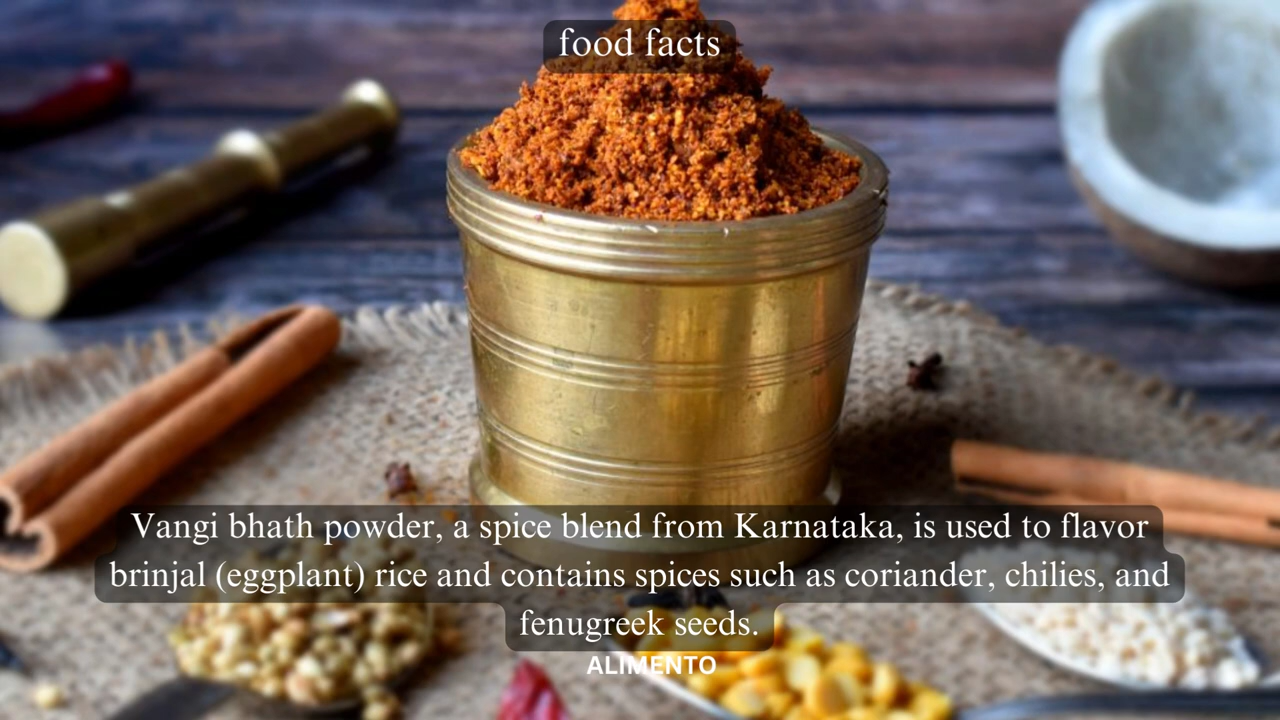 food facts
Vangi bhath powder, a spice blend from Karnataka, is used to flavor
brinjal (eggplant) rice and contains spices such as coriander, chilies, and
fenugreek seeds.
ALIMENTO